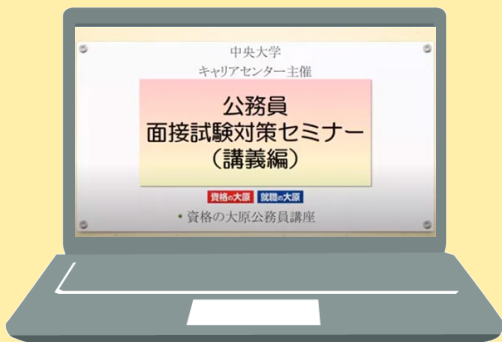 中央大学
キャリアセンター主催
公務員
面接試験対策セミナー
（講義編）
資格の大原 就職の大原
・資格の大原公務員講座